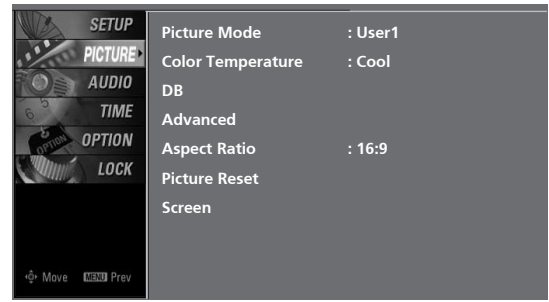 SETUP
PICTURE
AUDIO
TIME
OPTION
OPTION
LOCK
Move MENU Prev
Picture Mode : User1
Color Temperature : Cool
DB
Advanced
Aspect Ratio : 16:9
Picture Reset
Screen